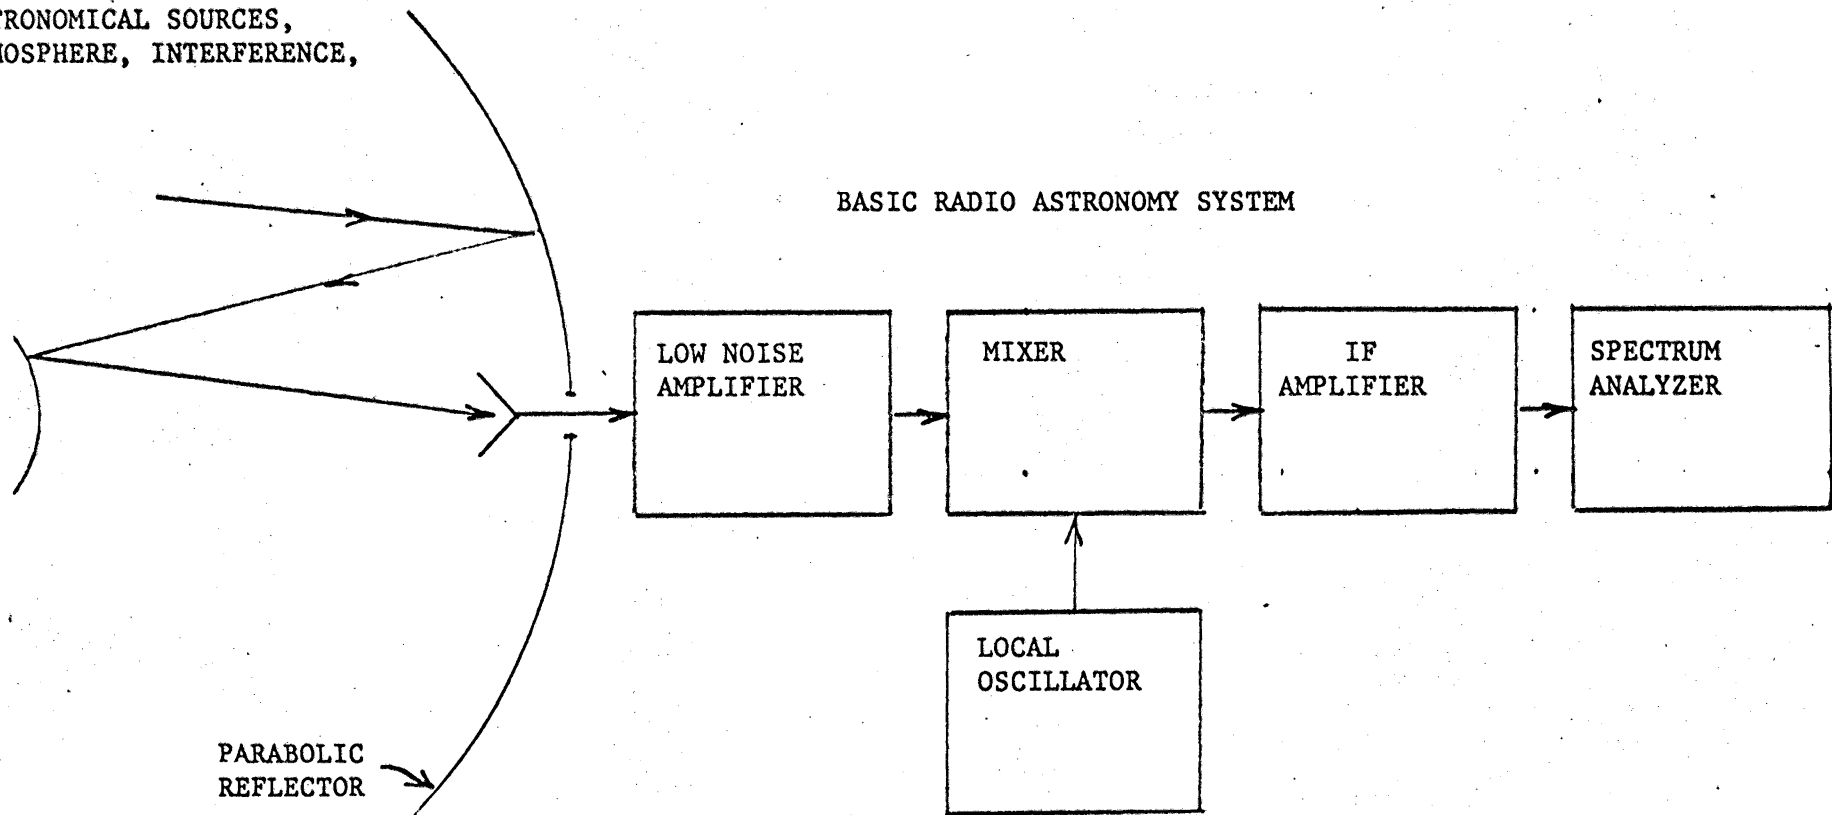 TRONOMICAL SOURCES,
MOSPHERE, INTERFERENCE,
BASIC RADIO ASTRONOMY SYSTEM
LOW NOISE
AMPLIFIER
MIXER
IF
AMPLIFIER
SPECTRUM
ANALYZER
LOCAL
OSCILLATOR
PARABOLIC
REFLECTOR